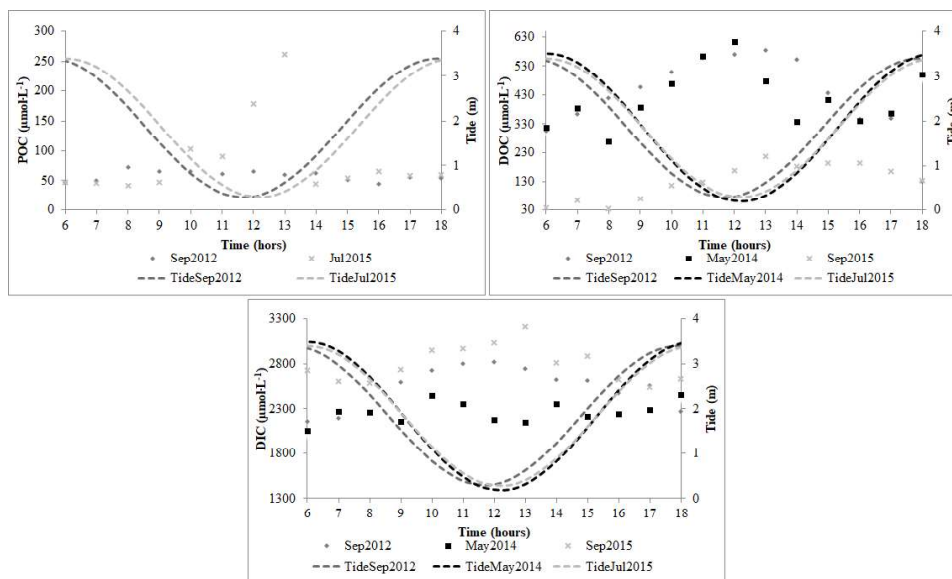 300
250
200
150
100
50
0
POC (µmol·L-1)
4
3
2
1
0
Tide (m)
6 7 8 9 10 11 12 13 14 15 16 17 18
Time (hors)
Sep2012 Jul2015
TideSep2012 TideJul2015
630
530
430
330
230
130
30
DOC (µmol·L-1)
4
3
2
1
0
Tide (m)
6 7 8 9 10 11 12 13 14 15 16 17 18
Time (hours)
Sep2012 May2014 Sep2015
TideSep2012 TideMay2014 TideJul2015
3300
2800
2300
1800
1300
DIC (µmol·L-1)
4
3
2
1
0
Tide (m)
6 7 8 9 10 11 12 13 14 15 16 17 18
Time (hours)
Sep2012 May2014 Sep2015
TideSep2012 TideMay2014 TideJul2015